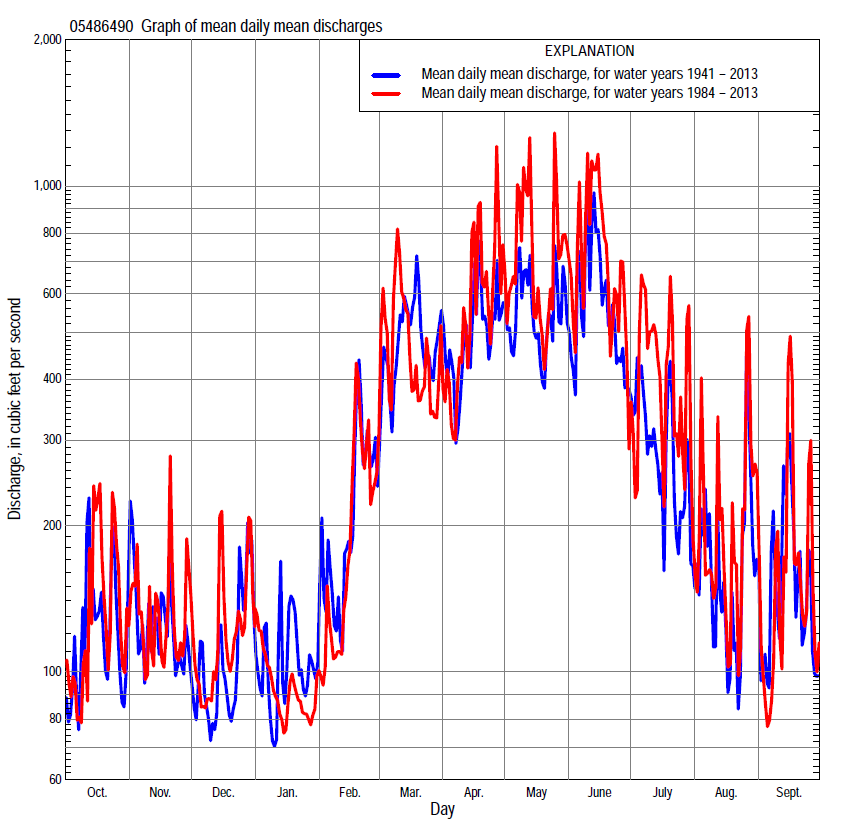 05486490 Graph of mean daily mean discharges
EXPLANATION
Mean daily mean discharge, for water years 1941 – 2013
Mean daily mean discharge, for water years 1984 – 2013
Discharge, in cubic feet per second
2,000
1,000
800
600
400
300
200
100
80
60
Oct. Nov. Dec. Jan. Feb. Mar. Apr. May June July Aug. Sept.
Day